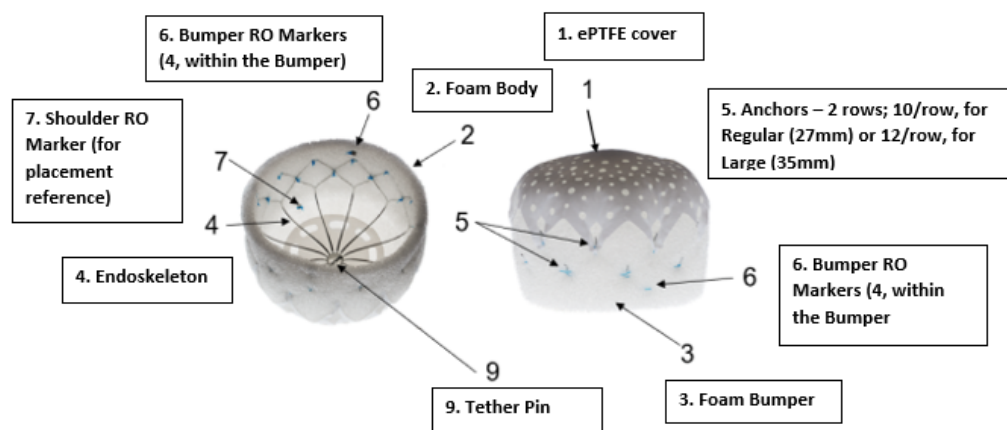 6. Bumper RO Markers
(4, within the Bumper)
1. ePTFE cover
2. Foam Body
7. Shoulder RO
Marker (for
placement
reference)
5. Anchors – 2 rows; 10/row, for
Regular (27mm) or 12/row, for
Large (35mm)
6
1
2
7
4
5
4. Endoskeleton
6
6. Bumper RO
Markers (4, within
the Bumper
9
3
9. Tether Pin
3. Foam Bumper